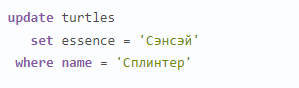 update turtles
set essence = 'Сэнсэй'
where name = 'Сплинтер'